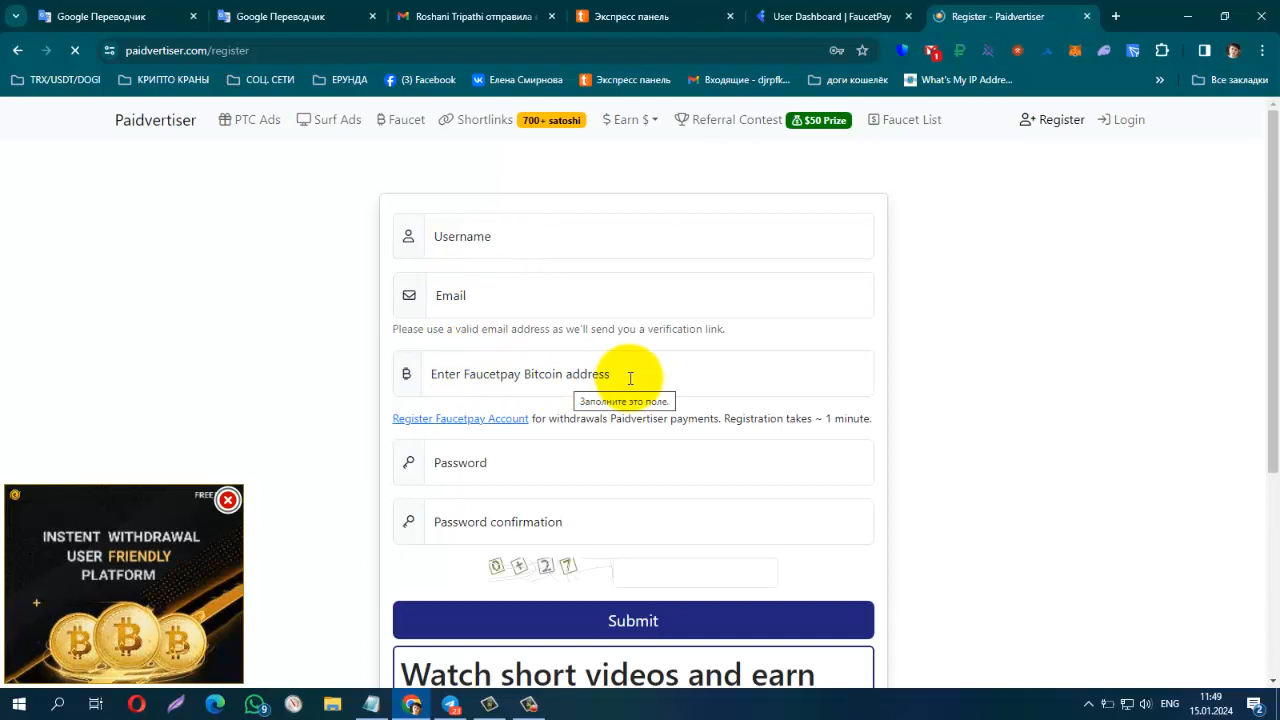 Google Переводчик
Google Переводчик
Roshani Tripathi отправила
Экспресс панель
User Dashboard | FaucetPay
Register - Paidvertiser
paidvertiser.com/register
1
TRX/USDT/DOGI
КРИПТО КРАНЫ
СОЦ. СЕТИ
ЕРУНДА
(3) Facebook
Елена Смирнова
Экспресс панель
Входящие - djrpfk...
доги кошелёк
What's My IP Addre...
Все закладки
Paidvertiser
PTC Ads
Surf Ads
Faucet
Shortlinks
700+ satoshi
$ Earn $
Referral Contest
$50 Prize
Faucet List
Register
Login
Username
Email
Please use a valid email address as we'll send you a verification link.
Enter Faucetpay Bitcoin address
Заполните это поле.
Register Faucetpay Account for withdrawals Paidvertiser payments. Registration takes ~ 1 minute.
Password
Password confirmation
0 + 27
Submit
Watch short videos and earn
FREE
INSTENT WITHDRAWAL
USER FRIENDLY
PLATFORM
9
ENG
11:49
15.01.2024
2